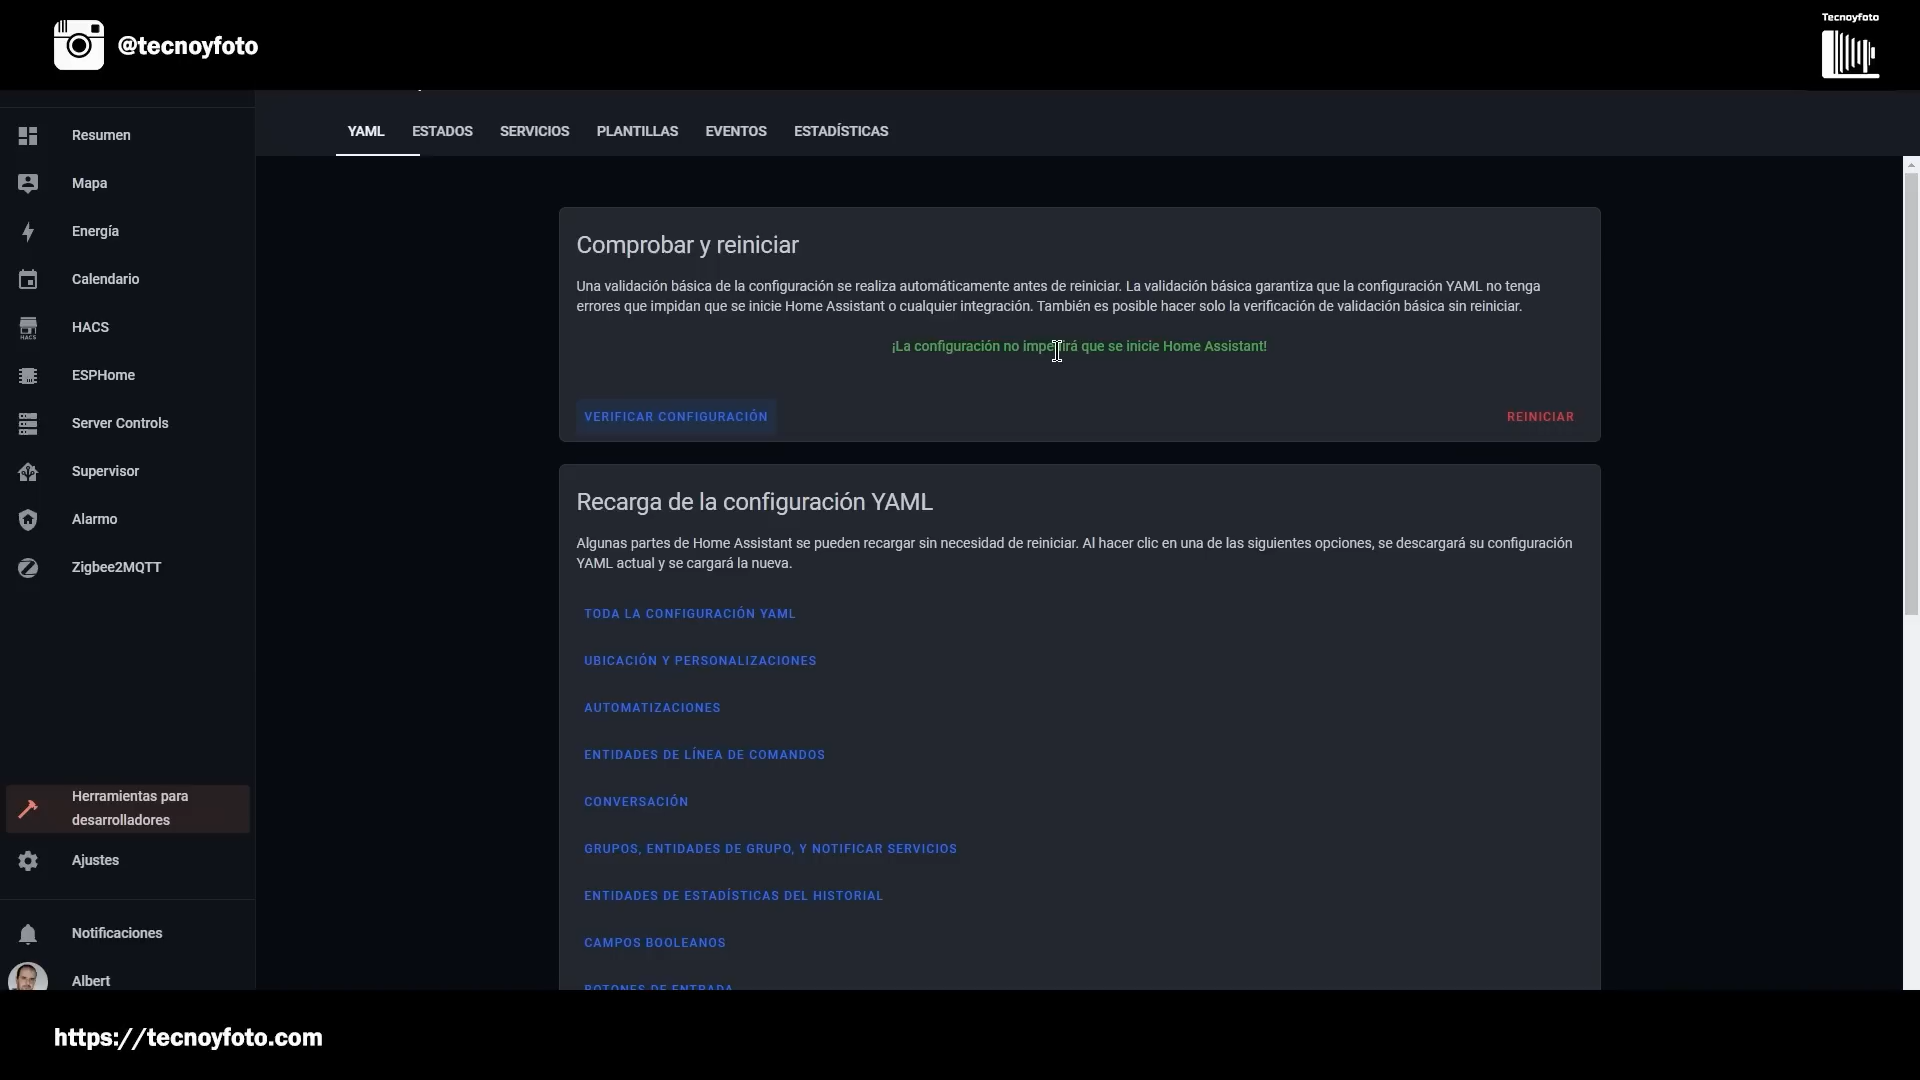 @tecnoyfoto
Tecnoyfoto
YAML
ESTADOS
SERVICIOS
PLANTILLAS
EVENTOS
ESTADÍSTICAS
Resumen
Mapa
Energía
Calendario
HACS
HACS
ESPHome
Server Controls
Supervisor
Alarmo
Zigbee2MQTT
Herramientas para
desarrolladores
Ajustes
Notificaciones
Albert
Comprobar y reiniciar
Una validación básica de la configuración se realiza automáticamente antes de reiniciar. La validación básica garantiza que la configuración YAML no tenga
errores que impidan que se inicie Home Assistant o cualquier integración. También es posible hacer solo la verificación de validación básica sin reiniciar.
¡La configuración no impedirá que se inicie Home Assistant!
VERIFICAR CONFIGURACIÓN
REINICIAR
Recarga de la configuración YAML
Algunas partes de Home Assistant se pueden recargar sin necesidad de reiniciar. Al hacer clic en una de las siguientes opciones, se descargará su configuración
YAML actual y se cargará la nueva.
TODA LA CONFIGURACIÓN YAML
UBICACIÓN Y PERSONALIZACIONES
AUTOMATIZACIONES
ENTIDADES DE LÍNEA DE COMANDOS
CONVERSACIÓN
GRUPOS, ENTIDADES DE GRUPO, Y NOTIFICAR SERVICIOS
ENTIDADES DE ESTADÍSTICAS DEL HISTORIAL
CAMPOS BOOLEANOS
BOTONES DE ENTRADA
https://tecnoyfoto.com